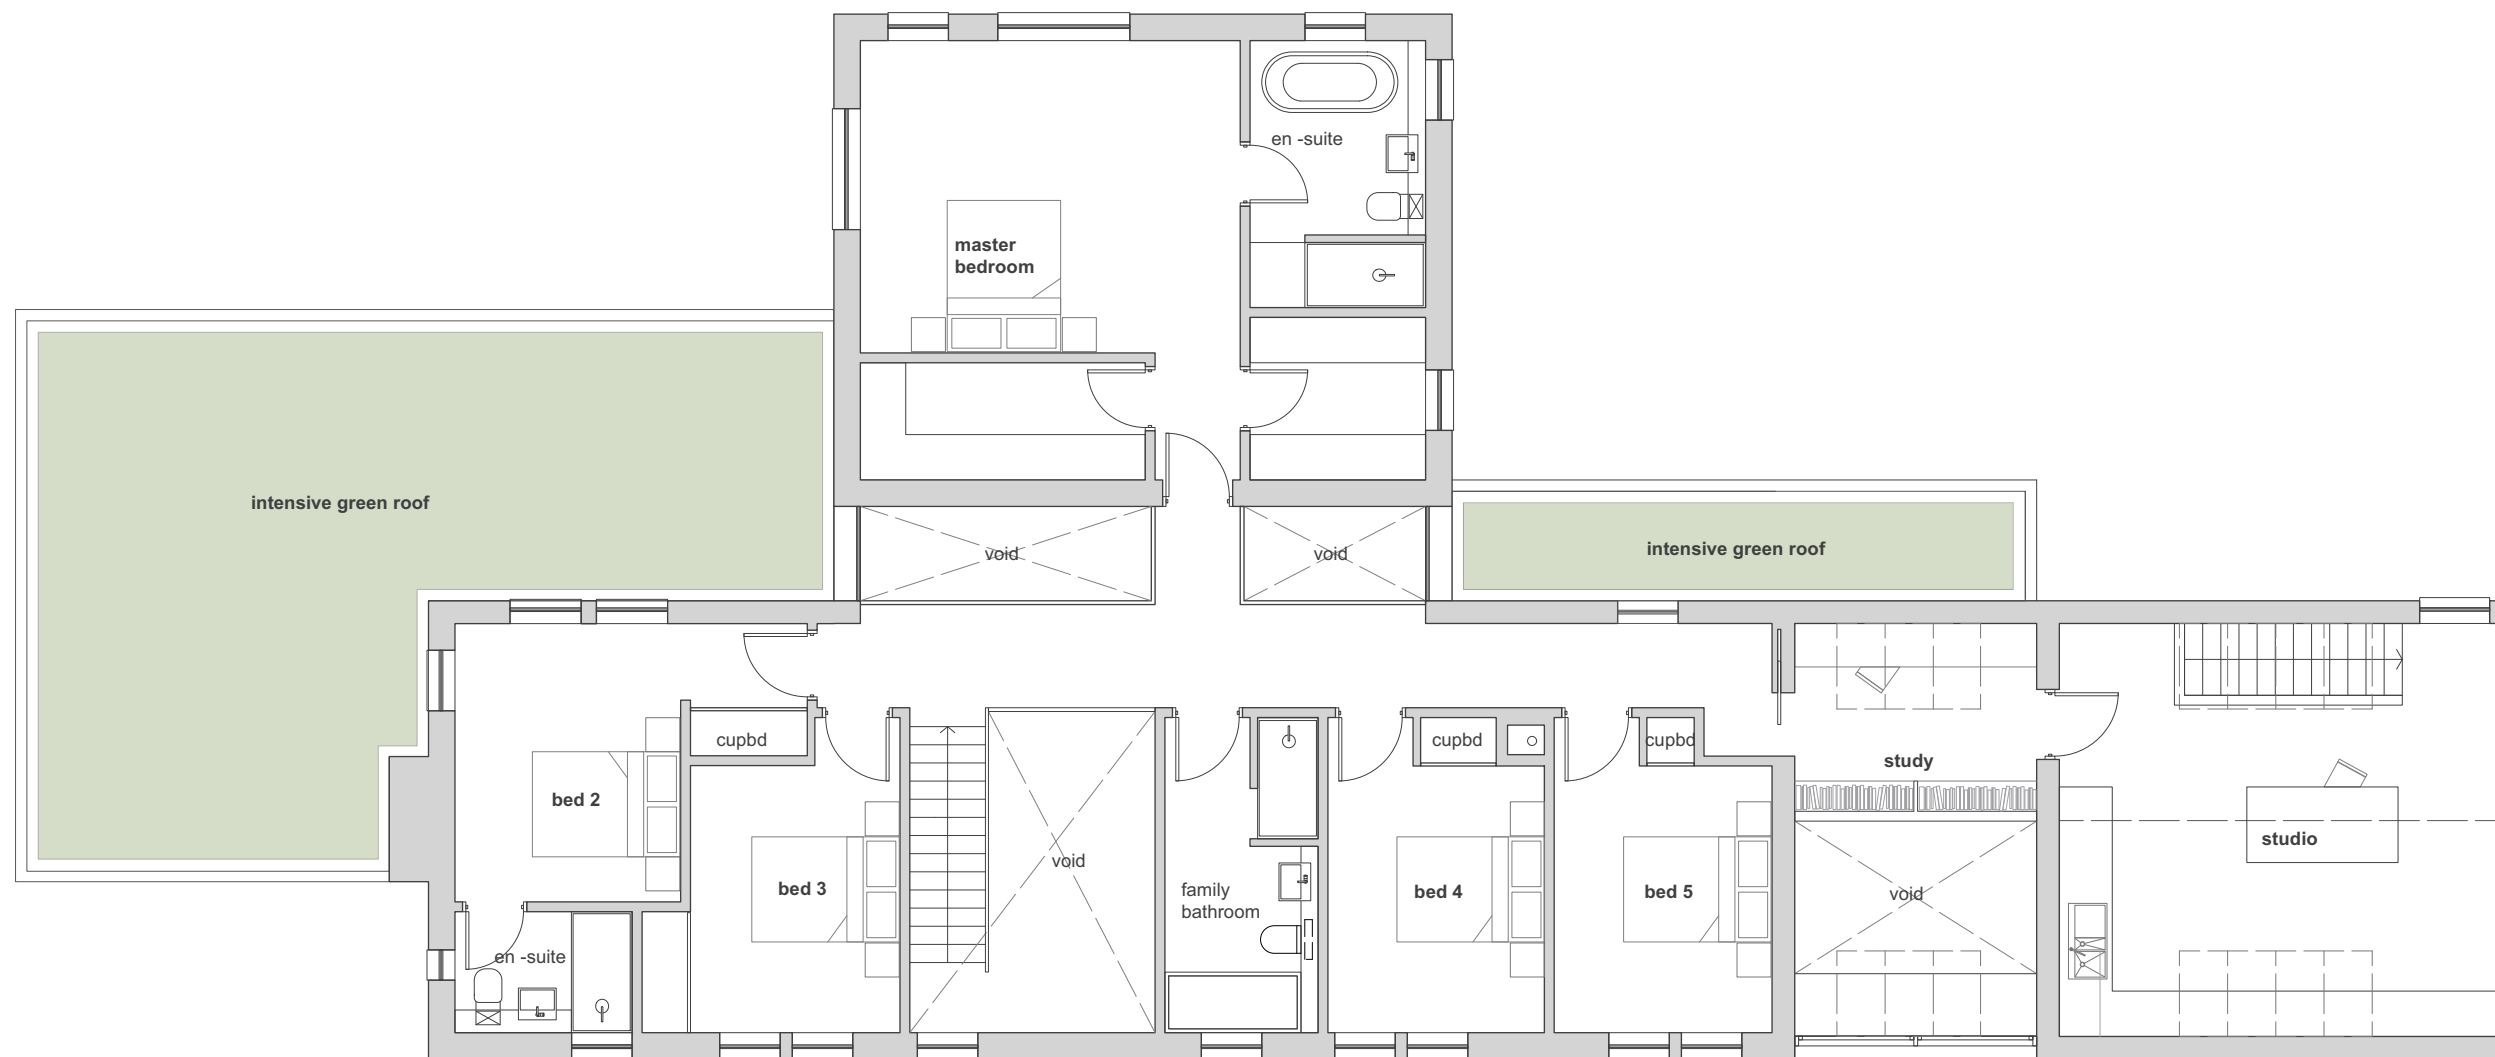 en -suite
master
bedroom
intensive green roof
void
void
intensive green roof
cupbd
cupbd
cupbd
study
bed 2
studio
bed 3
void
family
bathroom
bed 4
bed 5
void
en -suite